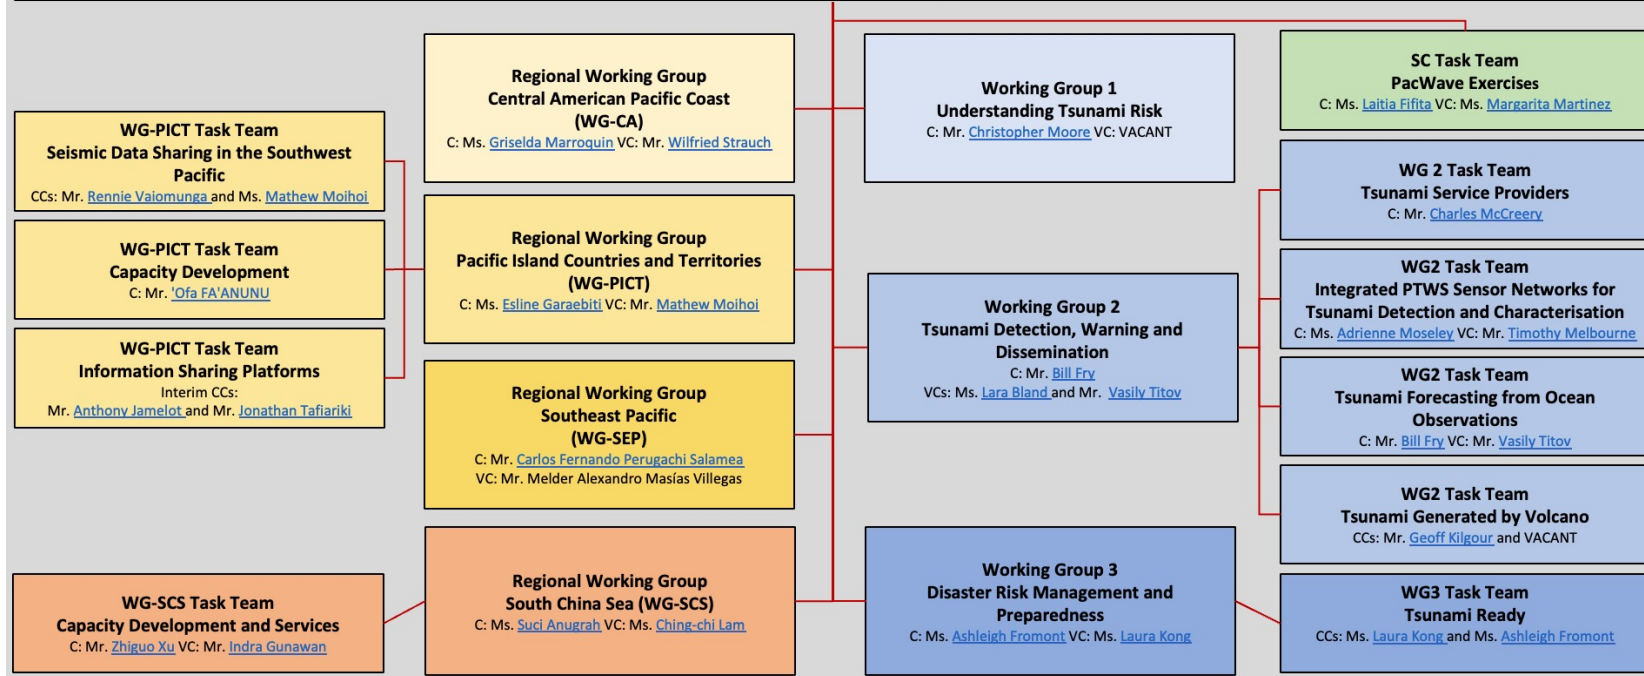 WG-PICT Task Team
Seismic Data Sharing in the Southwest
Pacific
CCs: Mr. Rennie Vaiomunga and Ms. Mathew Moihoi
WG-PICT Task Team
Capacity Development
C: Mr. 'Ofa FA'ANUNU
WG-PICT Task Team
Information Sharing Platforms
Interim CCs:
Mr. Anthony Jamelot and Mr. Jonathan Tafiariki
WG-SCS Task Team
Capacity Development and Services
C: Mr. Zhiguo Xu VC: Mr. Indra Gunawan
Regional Working Group
Central American Pacific Coast
(WG-CA)
C: Ms. Griselda Marroquin VC: Mr. Wilfried Strauch
Regional Working Group
Pacific Island Countries and Territories
(WG-PICT)
C: Ms. Esline Garaebiti VC: Mr. Mathew Moihoi
Regional Working Group
Southeast Pacific
(WG-SEP)
C: Mr. Carlos Fernando Perugachi Salamea
VC: Mr. Melder Alexandro Masías Villegas
Regional Working Group
South China Sea (WG-SCS)
C: Ms. Suci Anugrah VC: Ms. Ching-chi Lam
Working Group 1
Understanding Tsunami Risk
C: Mr. Christopher Moore VC: VACANT
Working Group 2
Tsunami Detection, Warning and
Dissemination
C: Mr. Bill Fry
VCs: Ms. Lara Bland and Mr. Vasily Titov
Working Group 3
Disaster Risk Management and
Preparedness
C: Ms. Ashleigh Fromont VC: Ms. Laura Kong
SC Task Team
PacWave Exercises
C: Ms. Laitia Fifita VC: Ms. Margarita Martinez
WG 2 Task Team
Tsunami Service Providers
C: Mr. Charles McCreery
WG2 Task Team
Integrated PTWS Sensor Networks for
Tsunami Detection and Characterisation
C: Ms. Adrienne Moseley VC: Mr. Timothy Melbourne
WG2 Task Team
Tsunami Forecasting from Ocean
Observations
C: Mr. Bill Fry VC: Mr. Vasily Titov
WG2 Task Team
Tsunami Generated by Volcano
CCs: Mr. Geoff Kilgour and VACANT
WG3 Task Team
Tsunami Ready
CCs: Ms. Laura Kong and Ms. Ashleigh Fromont